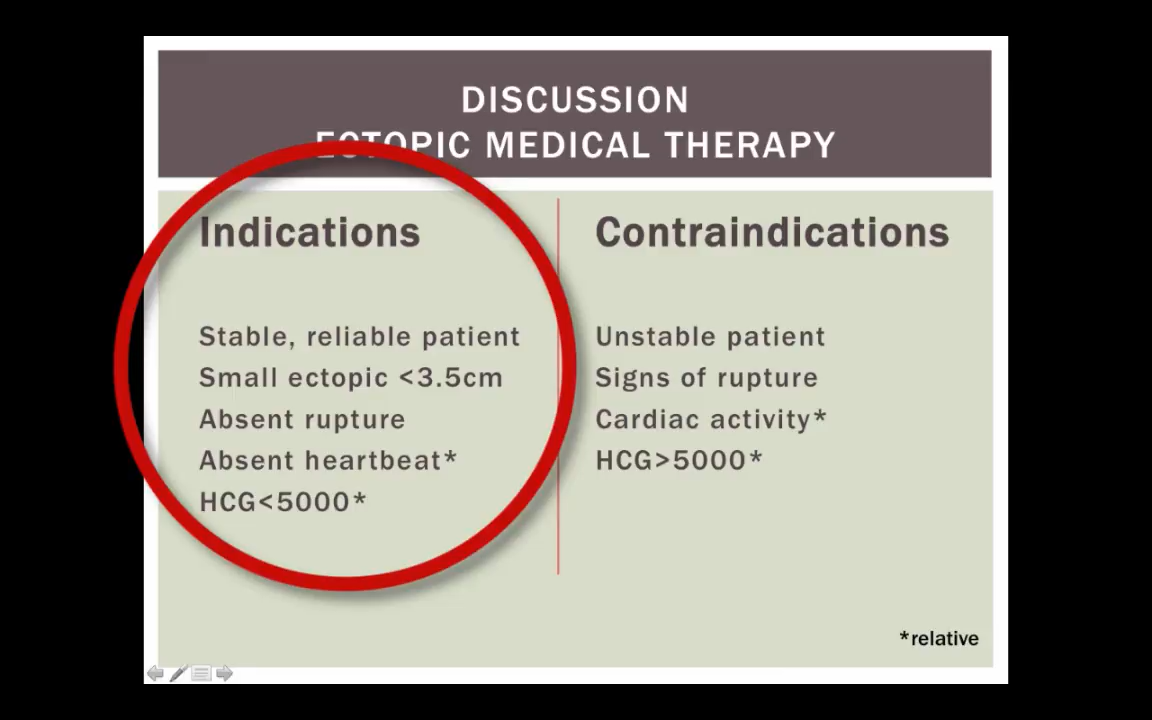 DISCUSSION
ECTOPIC MEDICAL THERAPY
Indications
Stable, reliable patient
Small ectopic <3.5cm
Absent rupture
Absent heartbeat*
HCG<5000*
Contraindications
Unstable patient
Signs of rupture
Cardiac activity*
HCG>5000*
*relative